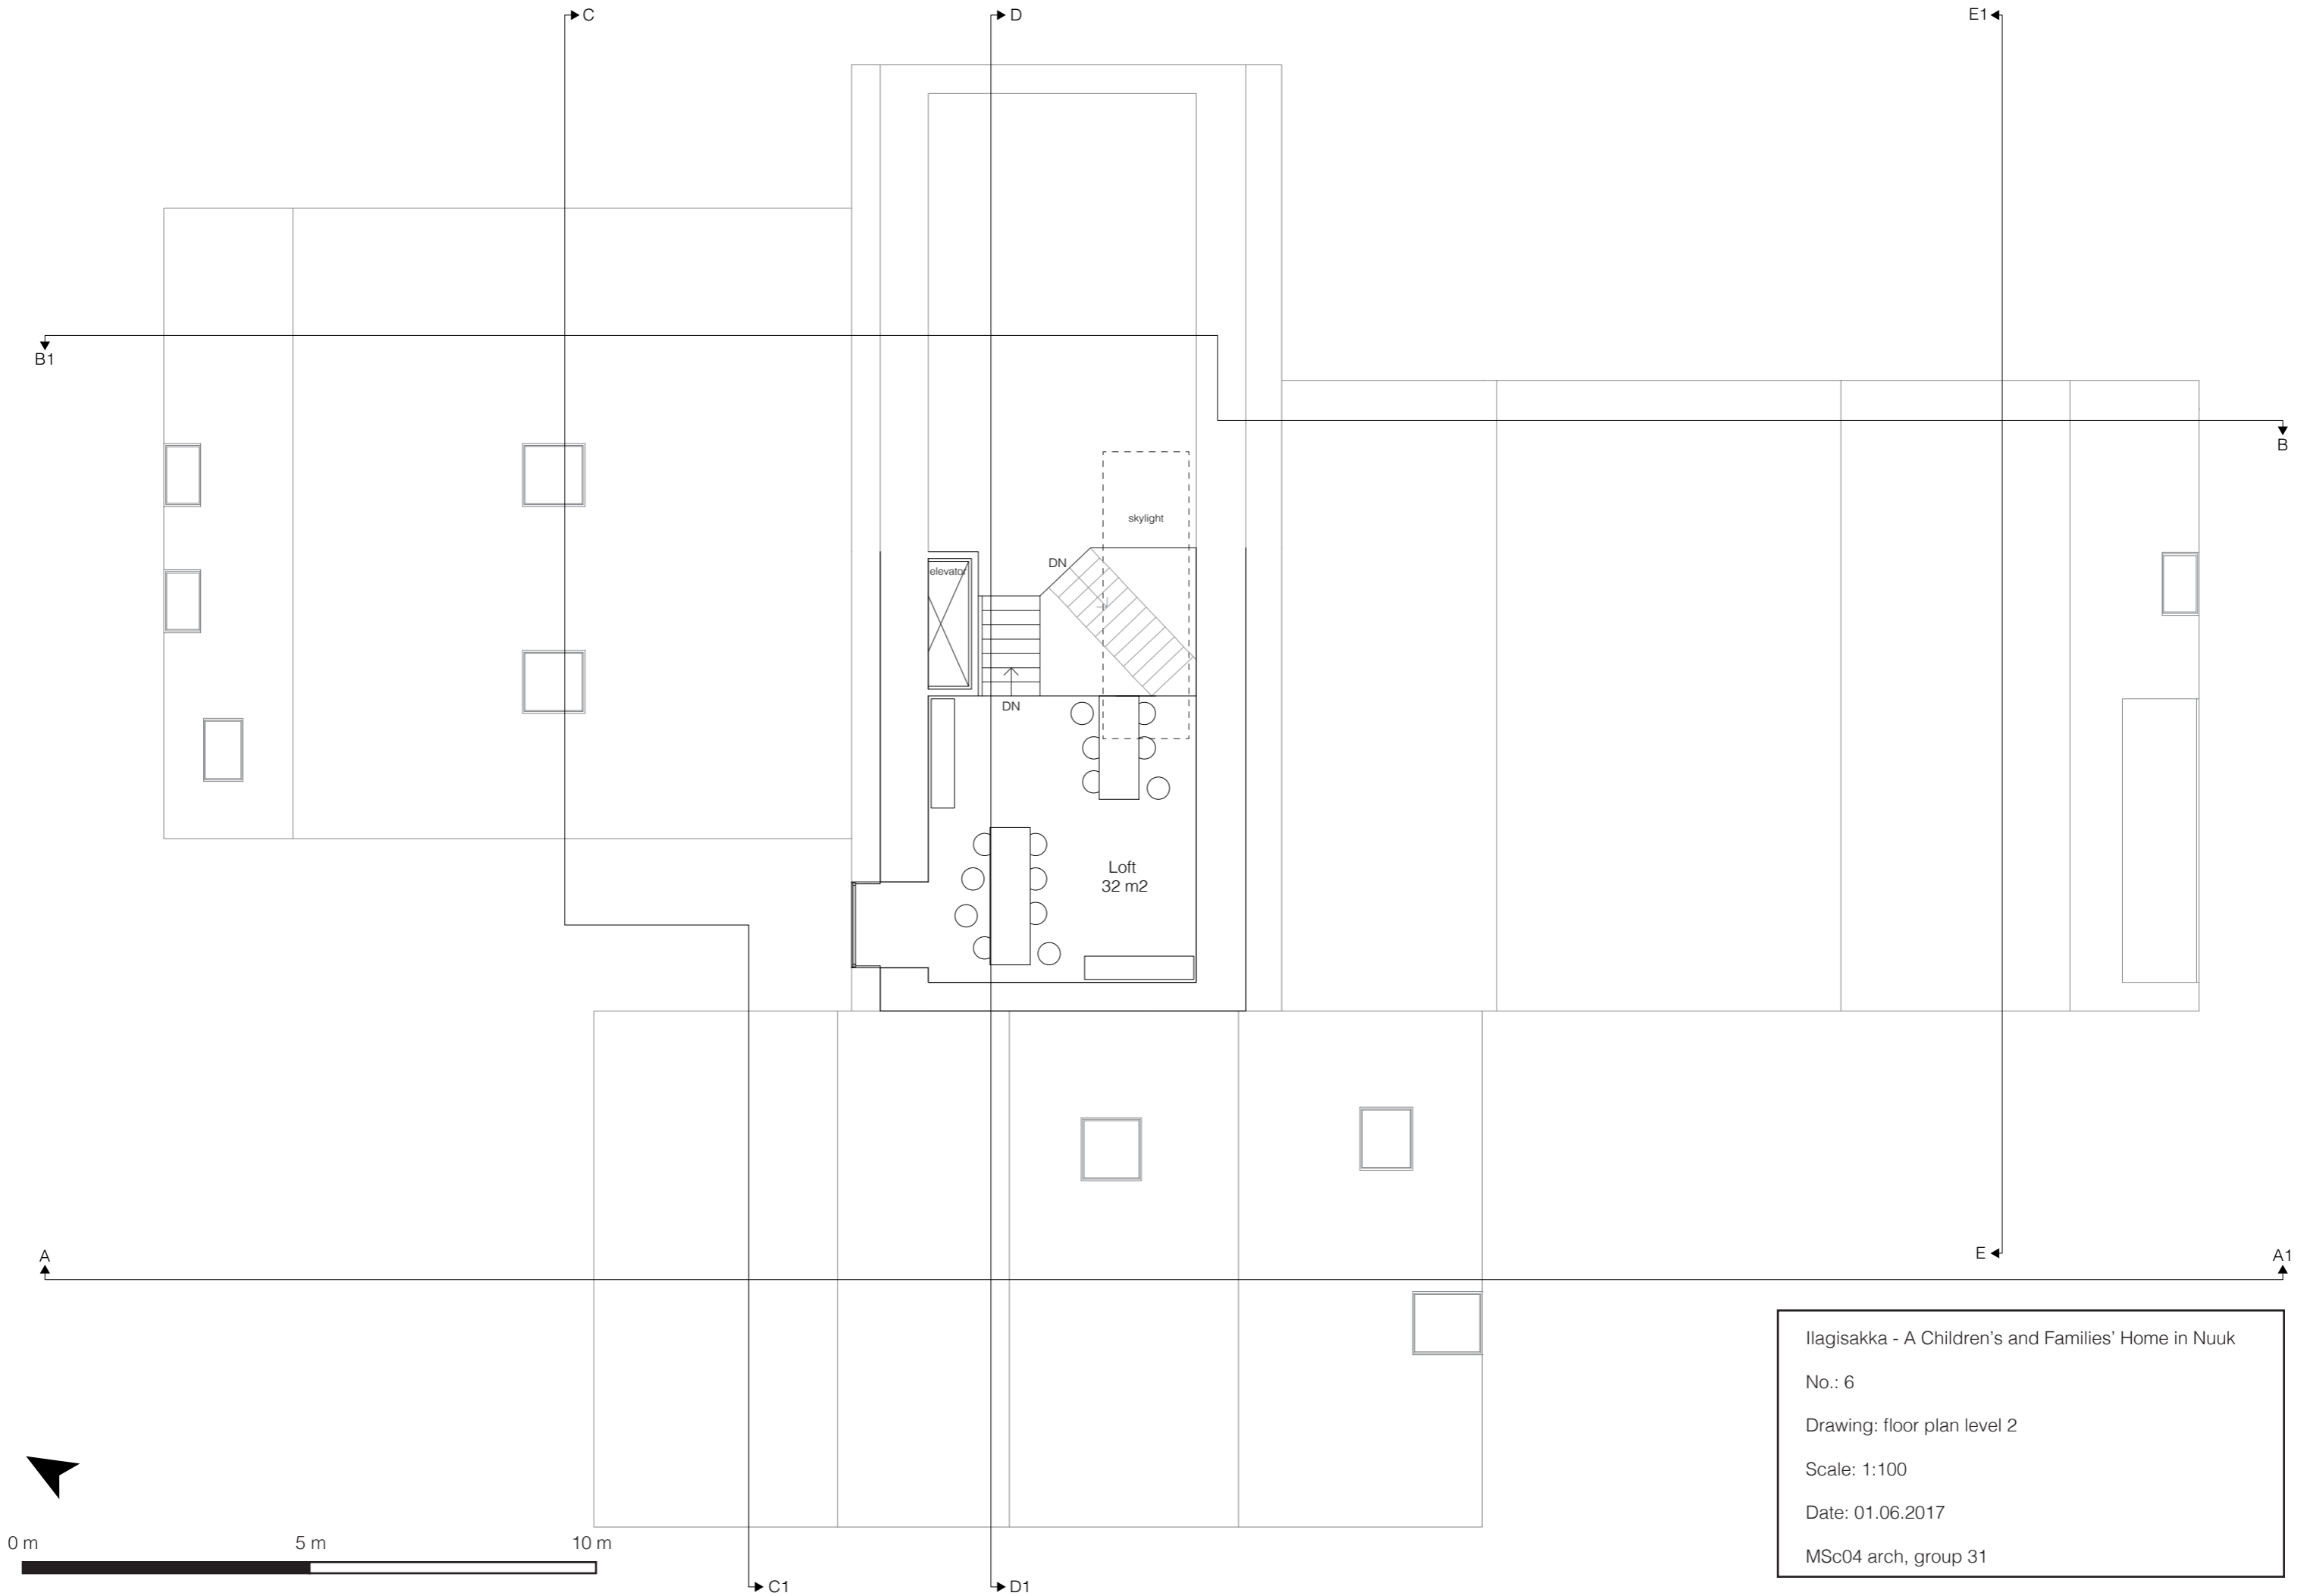 C
D
E1
B1
B
skylight
DN
elevator
DN
Loft
32 m2
A
E
A1
Ilagisakka - A Children's and Families' Home in Nuuk
No.: 6
Drawing: floor plan level 2
Scale: 1:100
Date: 01.06.2017
MSc04 arch, group 31
0 m 5 m 10 m
C1
D1